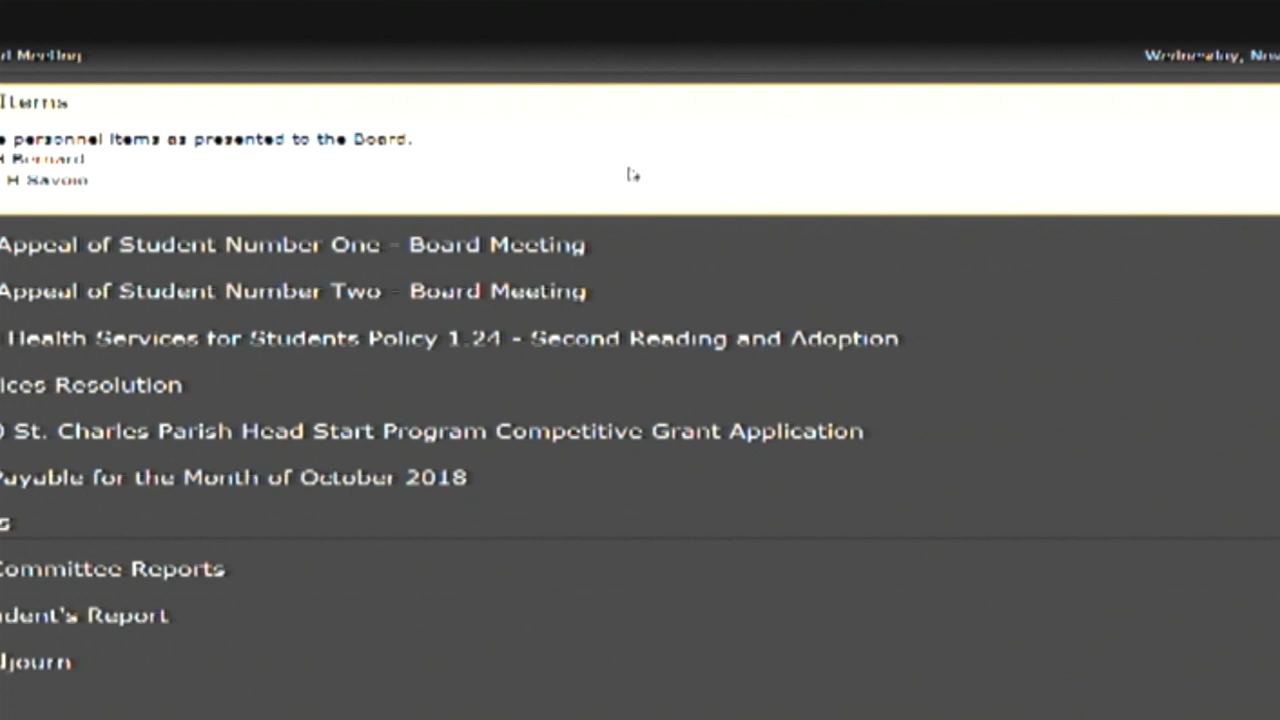 Meeting
Wednesday,
Items
personnel items as presented to the Board.
H Bernard
H Savoie
Appeal of Student Number One - Board Meeting
Appeal of Student Number Two - Board Meeting
Health Services for Students Policy 1.24 - Second Reading and Adoption
ices Resolution
St. Charles Parish Head Start Program Competitive Grant Application
Payable for the Month of October 2018
s
Committee Reports
ndent's Report
djourn